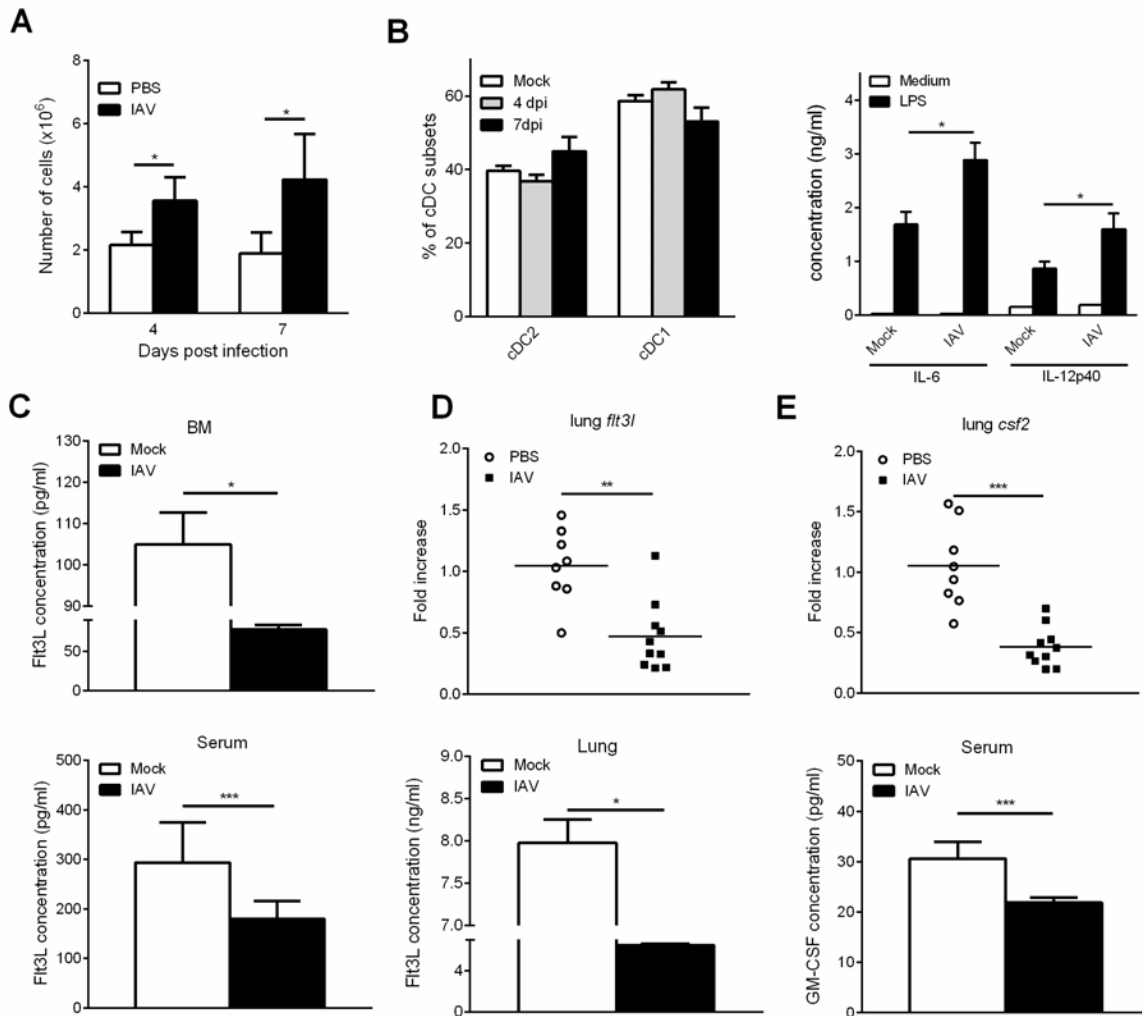 A
PBS
IAV
*
*
Number of cells (x10⁶)
6
4
2
0
4
7
Days post infection
B
Mock
4 dpi
7dpi
% of cDC subsets
60
40
20
0
cDC2
cDC1
Medium
LPS
*
*
concentration (ng/ml)
4
3
2
1
0
Mock
IAV
Mock
IAV
IL-6
IL-12p40
C
BM
Mock
IAV
*
Flt3L concentration (pg/ml)
130
120
110
100
90
50
0
Serum
Mock
IAV
***
Flt3L concentration (pg/ml)
500
400
300
200
100
0
D
lung flt3l
PBS
IAV
**
Fold increase
2.0
1.5
1.0
0.5
0.0
Lung
Mock
IAV
*
Flt3L concentration (ng/ml)
9.0
8.5
8.0
7.5
7.0
4
0
E
lung csf2
PBS
IAV
***
Fold increase
2.0
1.5
1.0
0.5
0.0
Serum
Mock
IAV
***
GM-CSF concentration (pg/ml)
50
40
30
20
10
0